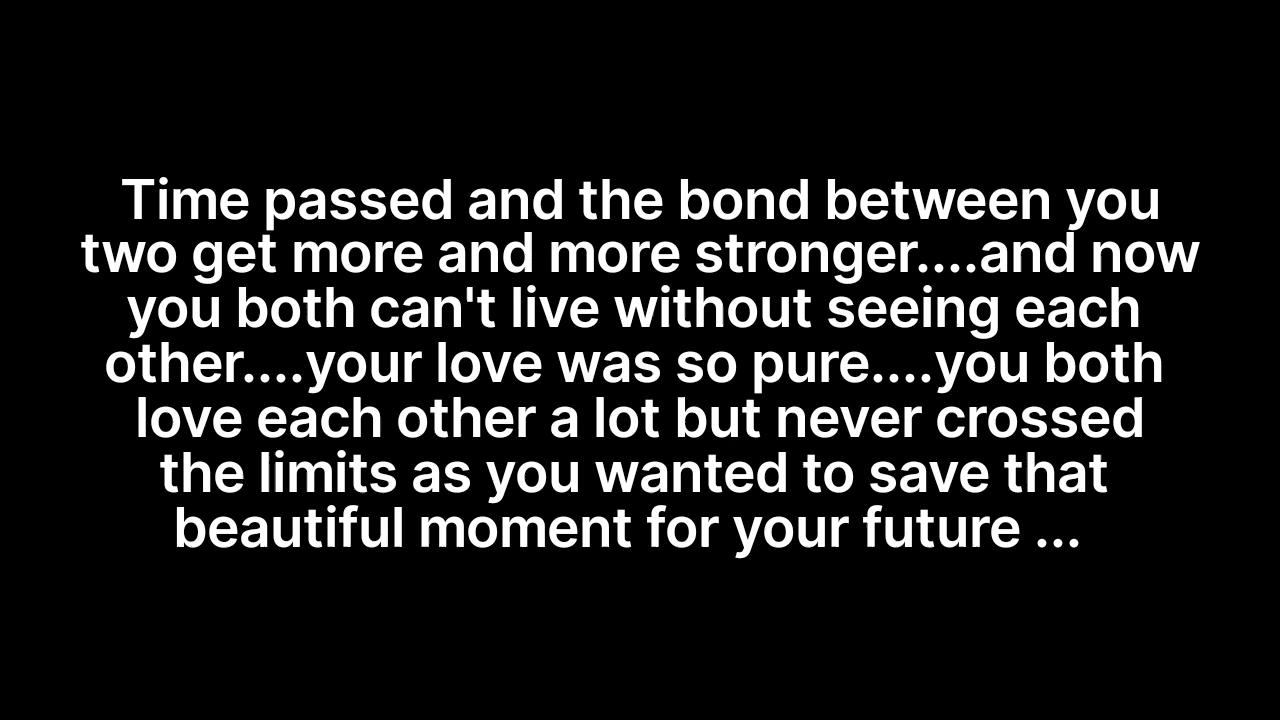 Time passed and the bond between you
two get more and more stronger....and now
you both can't live without seeing each
other....your love was so pure....you both
love each other a lot but never crossed
the limits as you wanted to save that
beautiful moment for your future ...